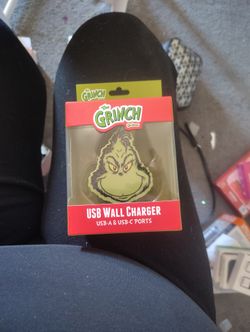 The
GRINCH
The
GRINCH
USB WALL CHARGER
USB-A & USB-C PORTS